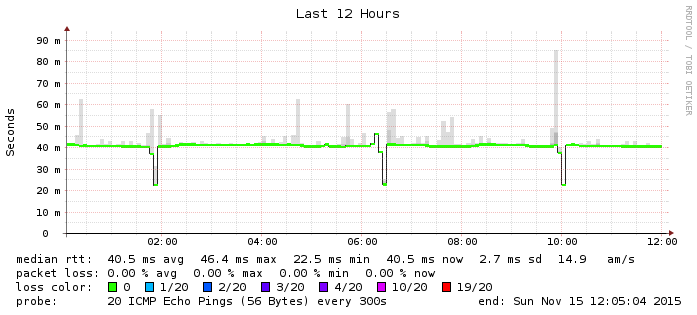 Last 12 Hours
RRDTOOL / TOBI OETIKER
Seconds
90 m
80 m
70 m
60 m
50 m
40 m
30 m
20 m
10 m
0
02:00 04:00 06:00 08:00 10:00 12:00
median rtt: 40.5 ms avg 46.4 ms max 22.5 ms min 40.5 ms now 2.7 ms sd 14.9 am/s
packet loss: 0.00 % avg 0.00 % max 0.00 % min 0.00 % now
loss color: 0 1/20 2/20 3/20 4/20 10/20 19/20
probe: 20 ICMP Echo Pings (56 Bytes) every 300s end: Sun Nov 15 12:05:04 2015